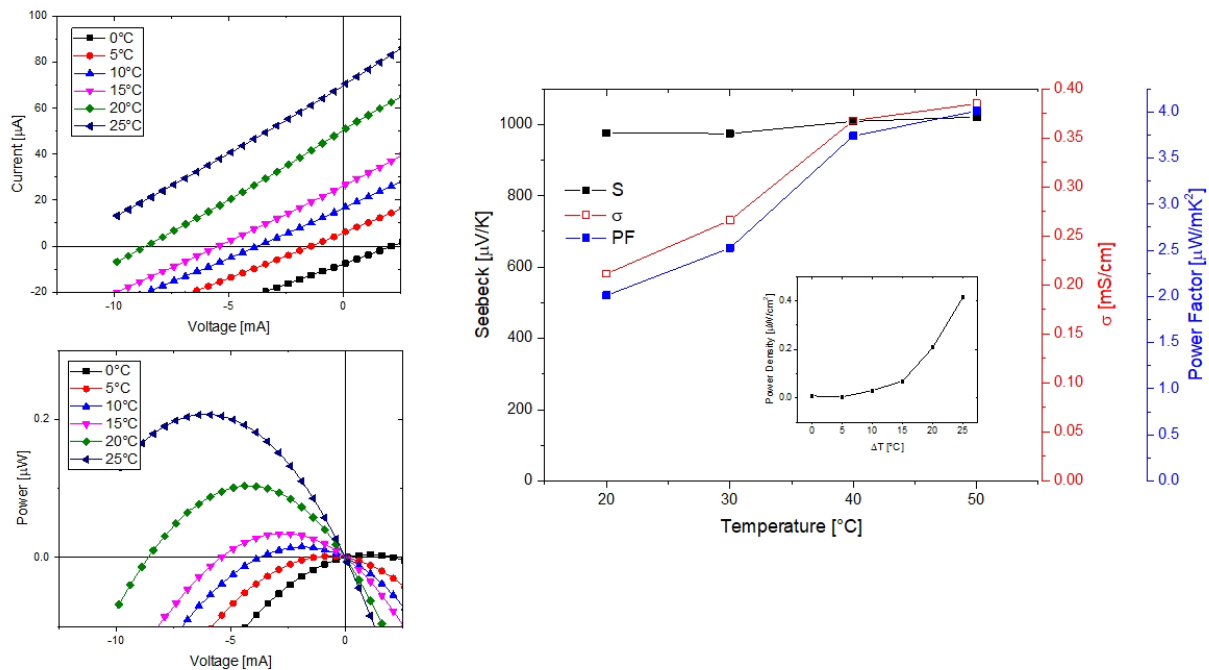 100
80
60
40
20
0
-20
Current [µA]
0°C
5°C
10°C
15°C
20°C
25°C
-10
-5
0
Voltage [mA]
0.2
0.0
Power [µW]
0°C
5°C
10°C
15°C
20°C
25°C
-10
-5
0
Voltage [mA]
1000
800
600
400
200
0
Seebeck [µV/K]
S
σ
PF
20
30
40
50
Temperature [°C]
0.4
0.2
0.0
Power Density [µW/cm²]
0
5
10
15
20
25
ΔT [°C]
0.40
0.35
0.30
0.25
0.20
0.15
0.10
0.05
0.00
σ [mS/cm]
4.0
3.5
3.0
2.5
2.0
1.5
1.0
0.5
0.0
Power Factor [µW/mK²]